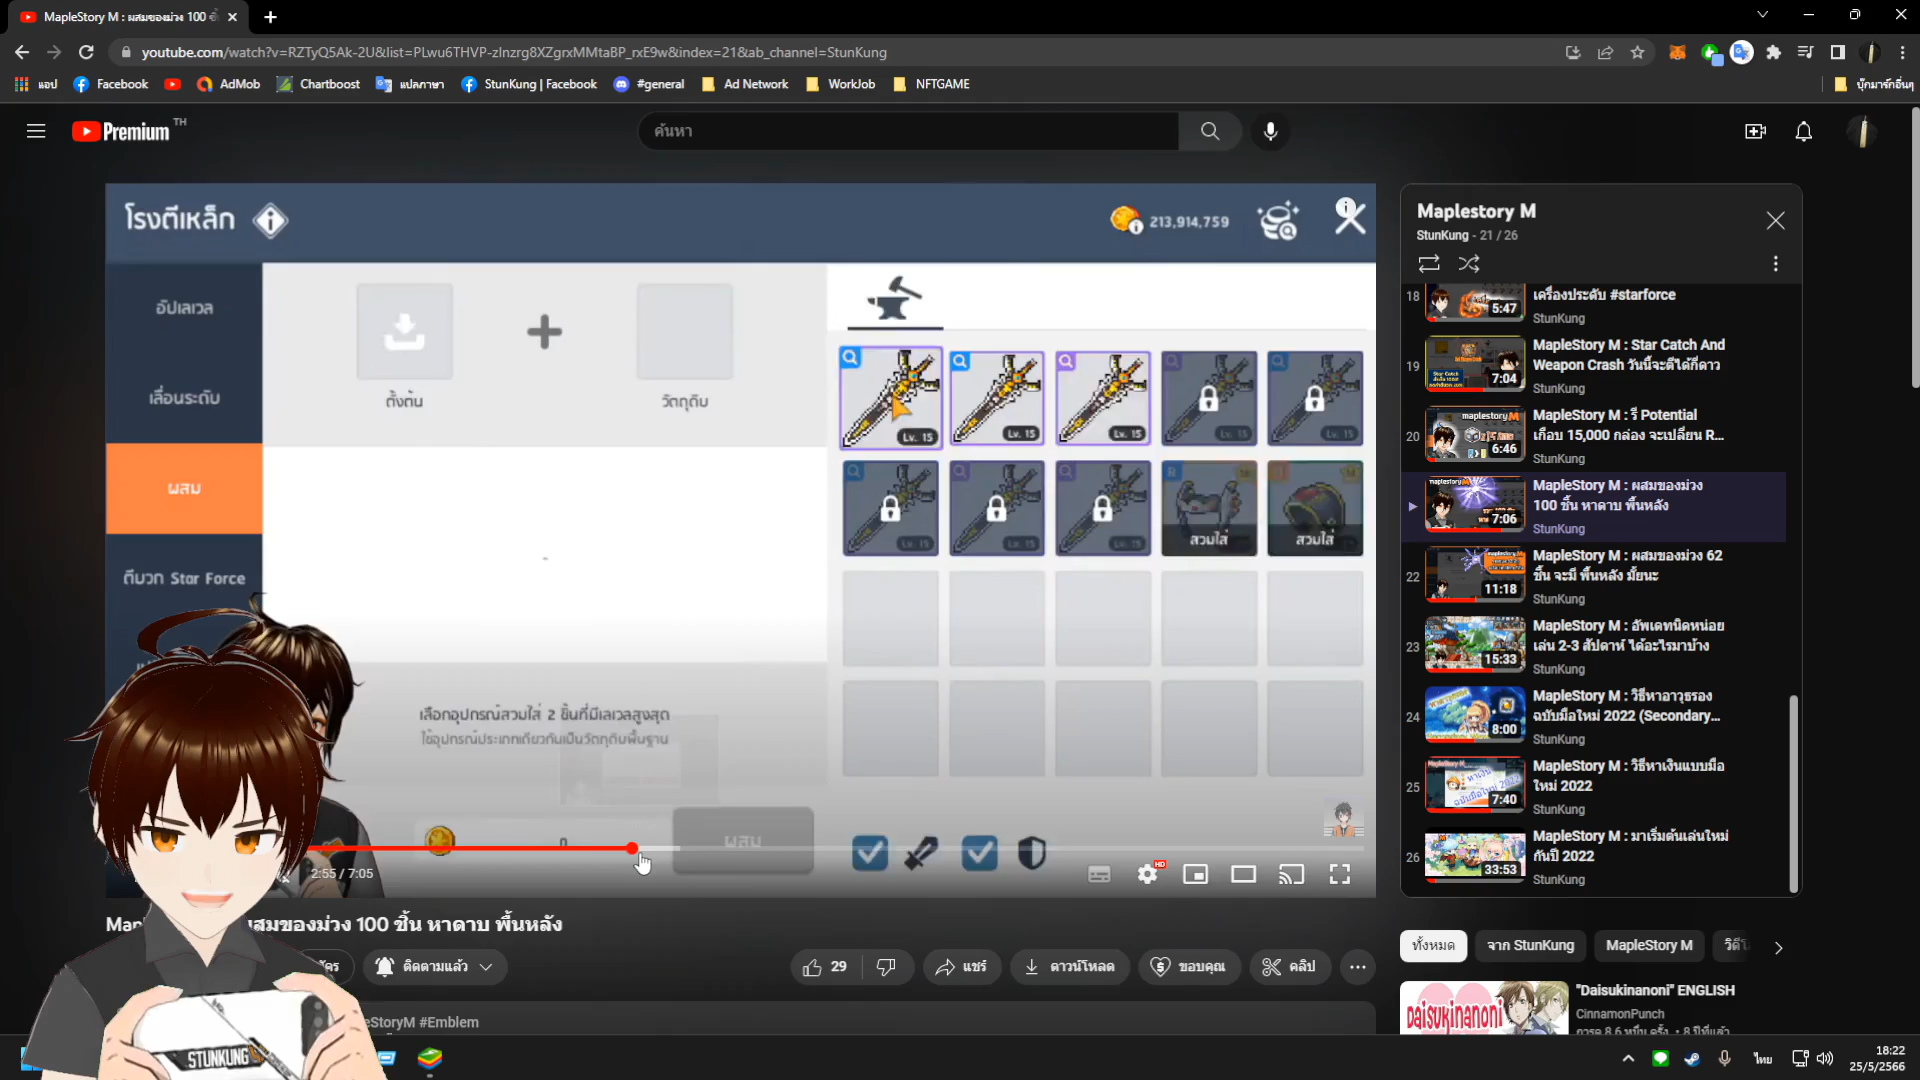 MapleStory M : ผสมของม่วง 100 ชิ้
youtube.com/watch?v=RZTyQ5Ak-2U&list=PLwu6THVP-zlnzrg8XZgrxMMtaBP_rxE9w&index=21&ab_channel=StunKung
แอป Facebook AdMob Chartboost แปลภาษา StunKung | Facebook #general Ad Network WorkJob NFTGAME บุ๊กมาร์กอื่นๆ
Premium TH
ค้นหา
โรงตีเหล็ก
213,914,759
อัปเลเวล
เลื่อนระดับ
ผสม
ตีบวก Star Force
ตั้งต้น
วัตถุดิบ
Lv. 15 Lv. 15 Lv. 15 Lv. 15 Lv. 15
Lv. 15 Lv. 15 Lv. 15 สวมใส่ สวมใส่
เลือกอุปกรณ์สวมใส่ 2 ชิ้นที่มีเลเวลสูงสุด
ใช้อุปกรณ์ประเภทเดียวกันเป็นวัตถุดิบพื้นฐาน
0
ผสม
2:55 / 7:05
HD
ผสมของม่วง 100 ชิ้น หาดาบ พื้นหลัง
ติดตามแล้ว
29
แชร์
ดาวน์โหลด
ขอบคุณ
คลิป
#Emblem
STUNKUNG
Maplestory M
StunKung - 21 / 26
18
5:47
เครื่องประดับ #starforce
StunKung
19
7:04
MapleStory M : Star Catch And
Weapon Crash วันนี้จะตีได้กี่ดาว
StunKung
20
maplestory M
6:46
MapleStory M : รี Potential
เกือบ 15,000 กล่อง จะเปลี่ยน R...
StunKung
maplestory M
7:06
MapleStory M : ผสมของม่วง
100 ชิ้น หาดาบ พื้นหลัง
StunKung
22
11:18
MapleStory M : ผสมของม่วง 62
ชิ้น จะมี พื้นหลัง มั้ยนะ
StunKung
23
15:33
MapleStory M : อัพเดทนิดหน่อย
เล่น 2-3 สัปดาห์ ได้อะไรมาบ้าง
StunKung
24
8:00
MapleStory M : วิธีหาอาวุธรอง
ฉบับมือใหม่ 2022 (Secondary...
StunKung
25
7:40
MapleStory M : วิธีหาเงินแบบมือ
ใหม่ 2022
StunKung
26
33:53
MapleStory M : มาเริ่มต้นเล่นใหม่
กันปี 2022
StunKung
ทั้งหมด
จาก StunKung
MapleStory M
DAISUKINANONI
"Daisukinanoni" ENGLISH
CinnamonPunch
ไทย
18:22
25/5/2566